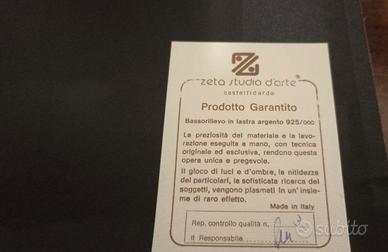 zeta studio d'arte®
castelfidardo
Prodotto Garantito
Bassorilievo in lastra argento 925/000
La preziosità del materiale e la lavo-
razione eseguita a mano, con tecnica
originale ed esclusiva, rendono questa
opera unica e pregevole.
Il gioco di luci e d'ombre, la nitidezza
dei particolari, la sofisticata ricerca dei
soggetti, vengono plasmati in un' insie-
me di raro effetto.
Made in Italy
Rep. controllo qualità n.
Il Responsabile
subito